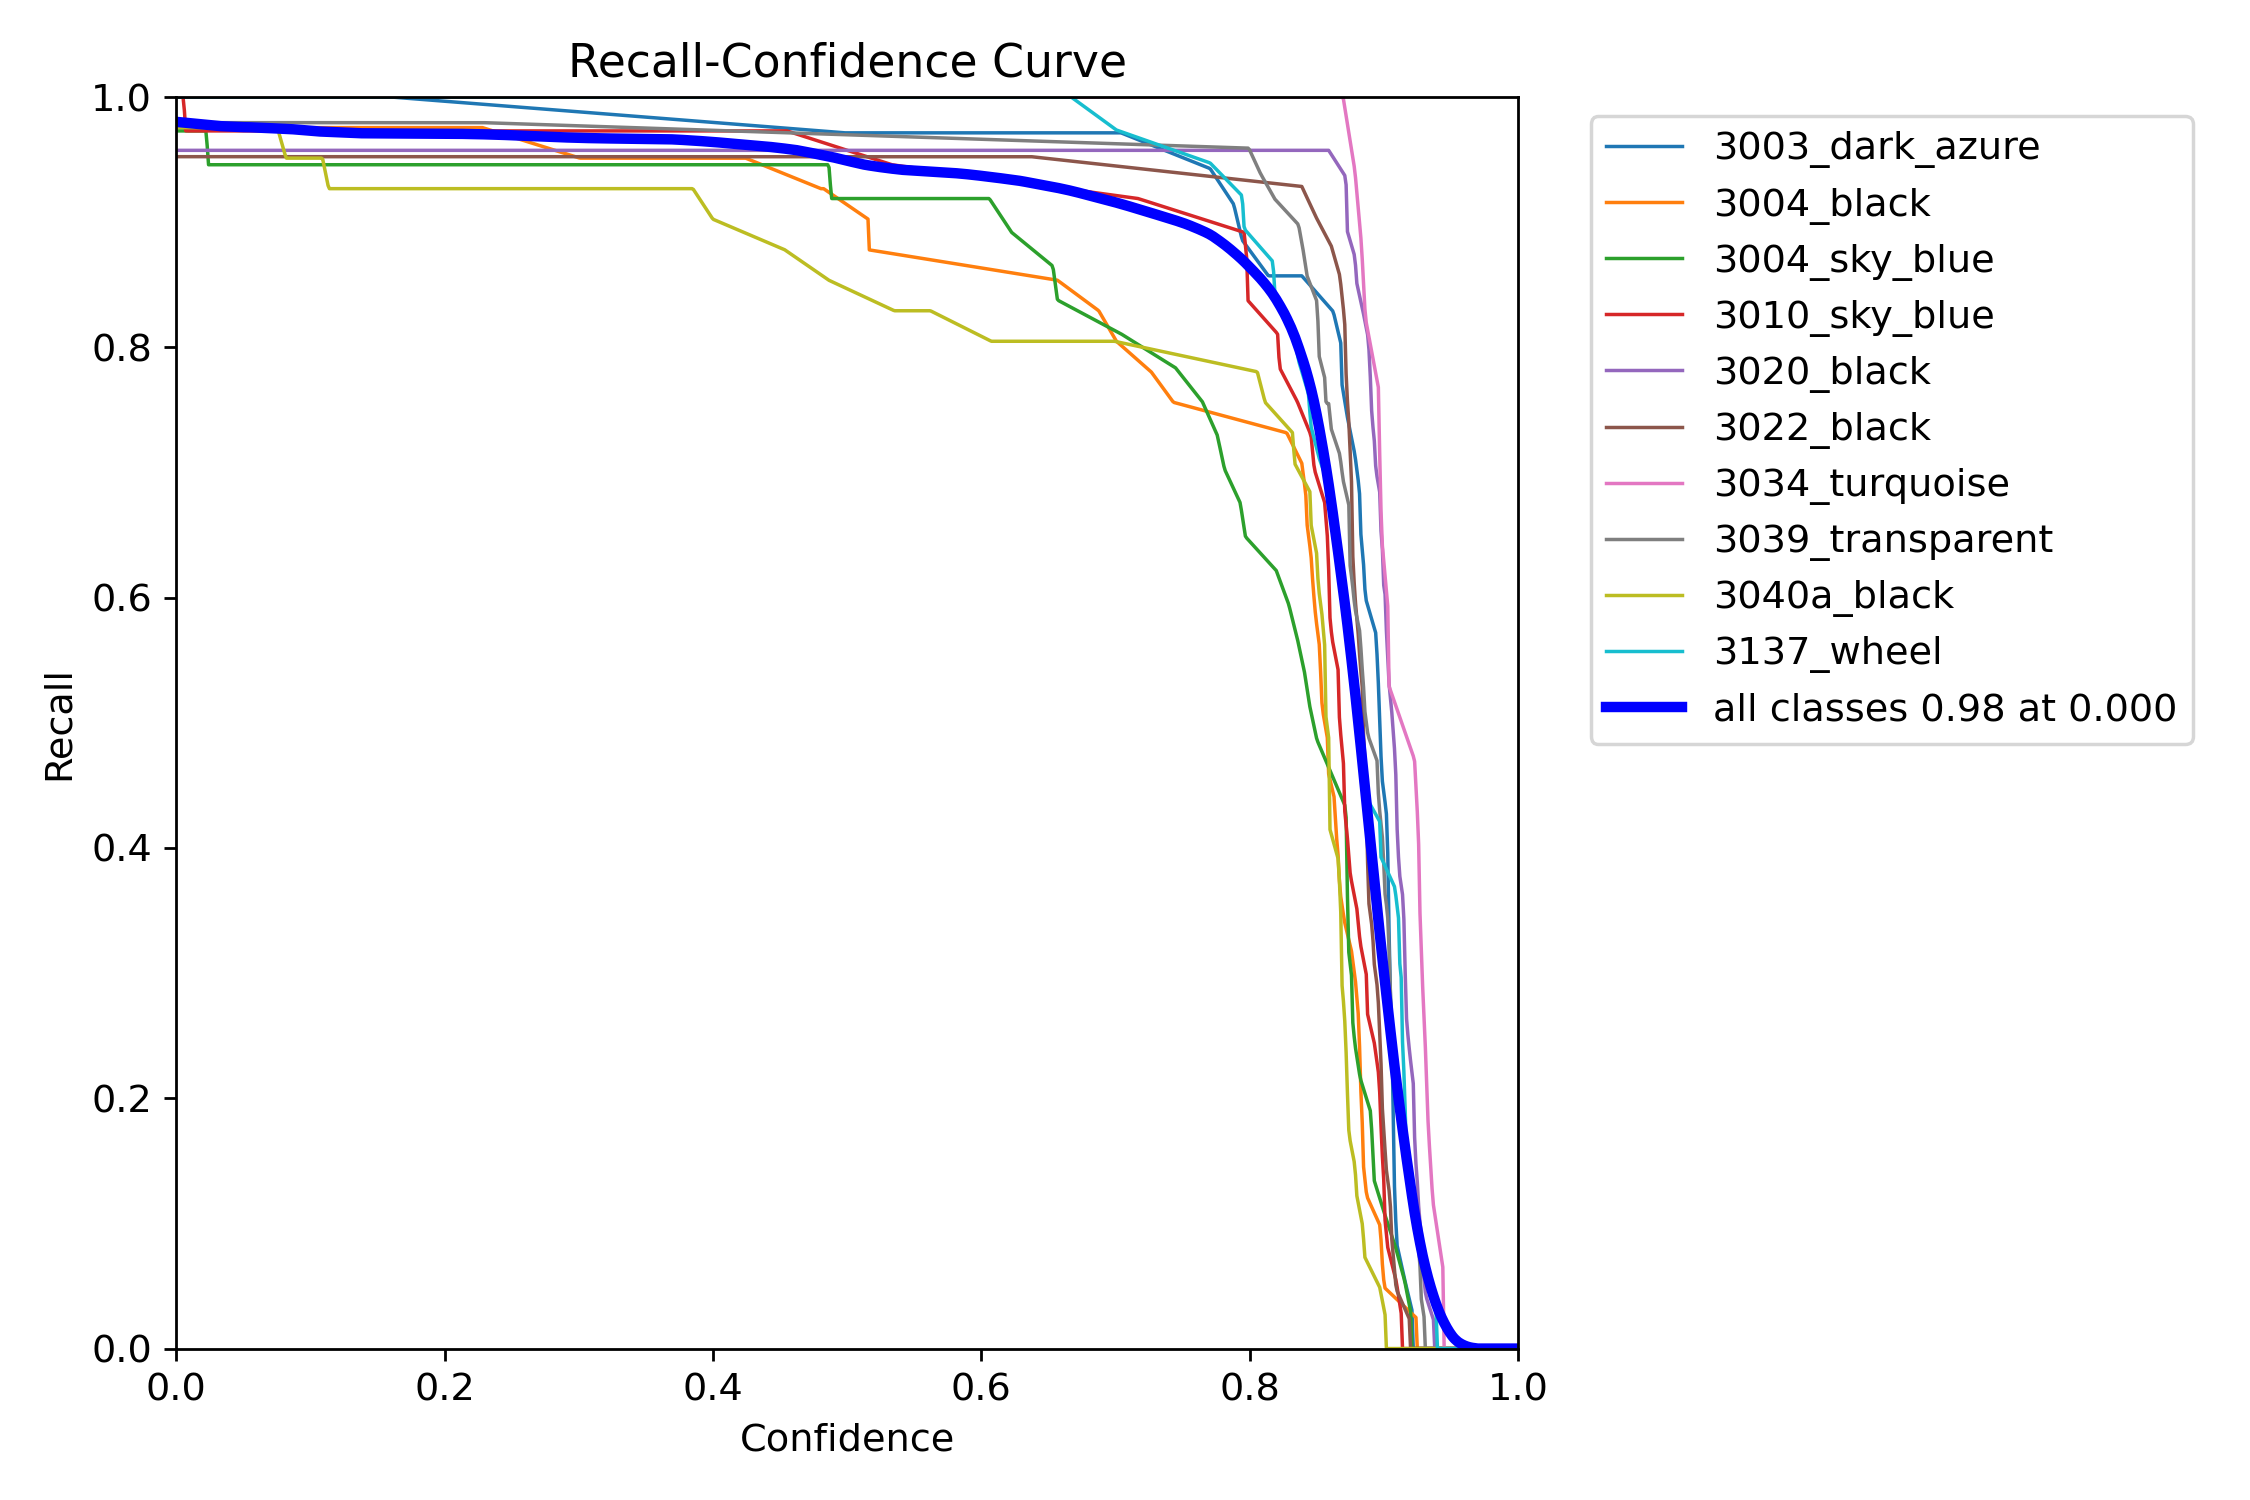 Recall-Confidence Curve
1.0
0.8
0.6
0.4
0.2
0.0
Recall
0.0 0.2 0.4 0.6 0.8 1.0
Confidence
3003_dark_azure
3004_black
3004_sky_blue
3010_sky_blue
3020_black
3022_black
3034_turquoise
3039_transparent
3040a_black
3137_wheel
all classes 0.98 at 0.000